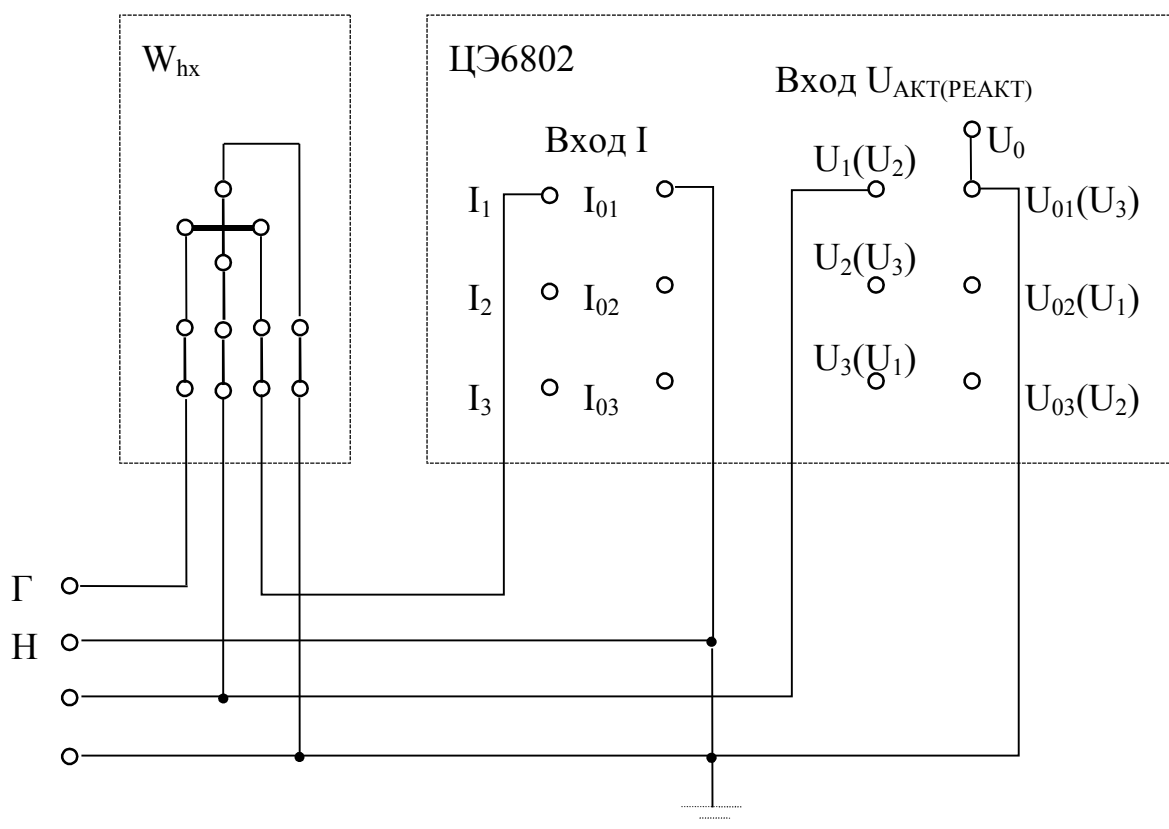 W_hx
ЦЭ6802
Вход U_АКТ(РЕАКТ)
Вход I
U_0
U_1(U_2)
I_1 I_01
U_01(U_3)
U_2(U_3)
I_2 I_02
U_02(U_1)
U_3(U_1)
I_3 I_03
U_03(U_2)
Г
Н